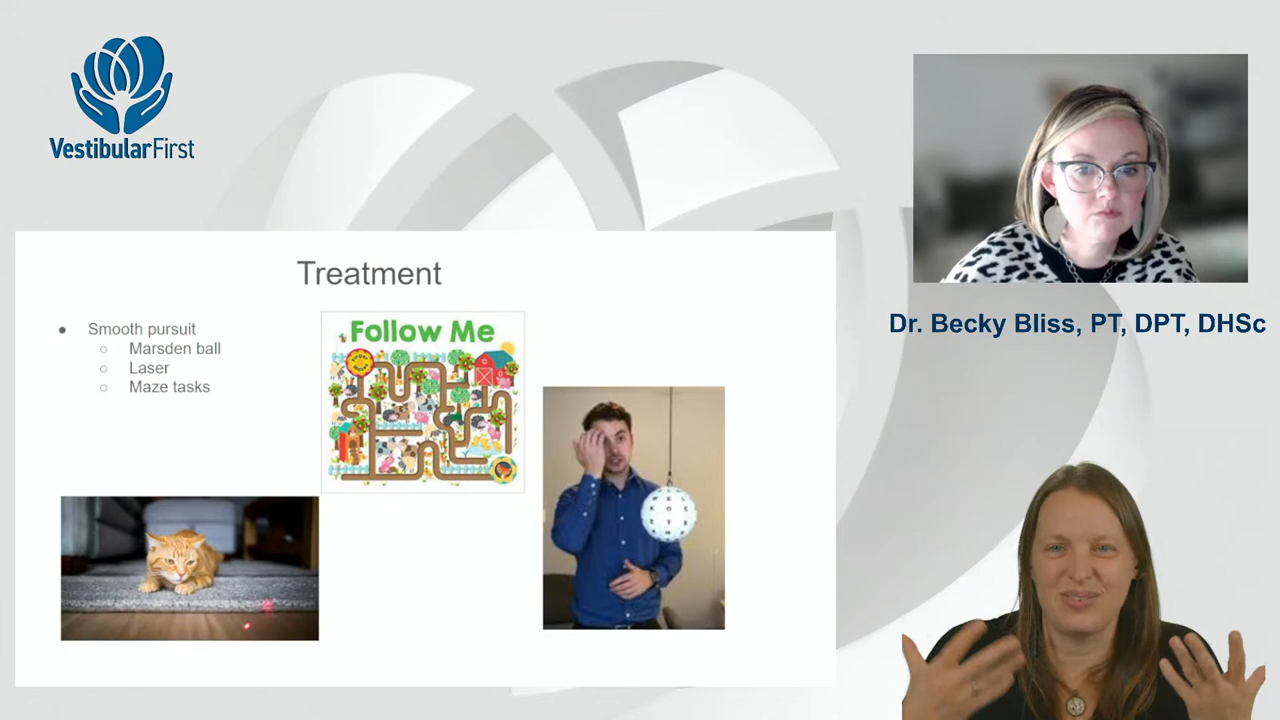 VestibularFirst
Treatment
Smooth pursuit
Marsden ball
Laser
Maze tasks
Follow Me
Dr. Becky Bliss, PT, DPT, DHSc